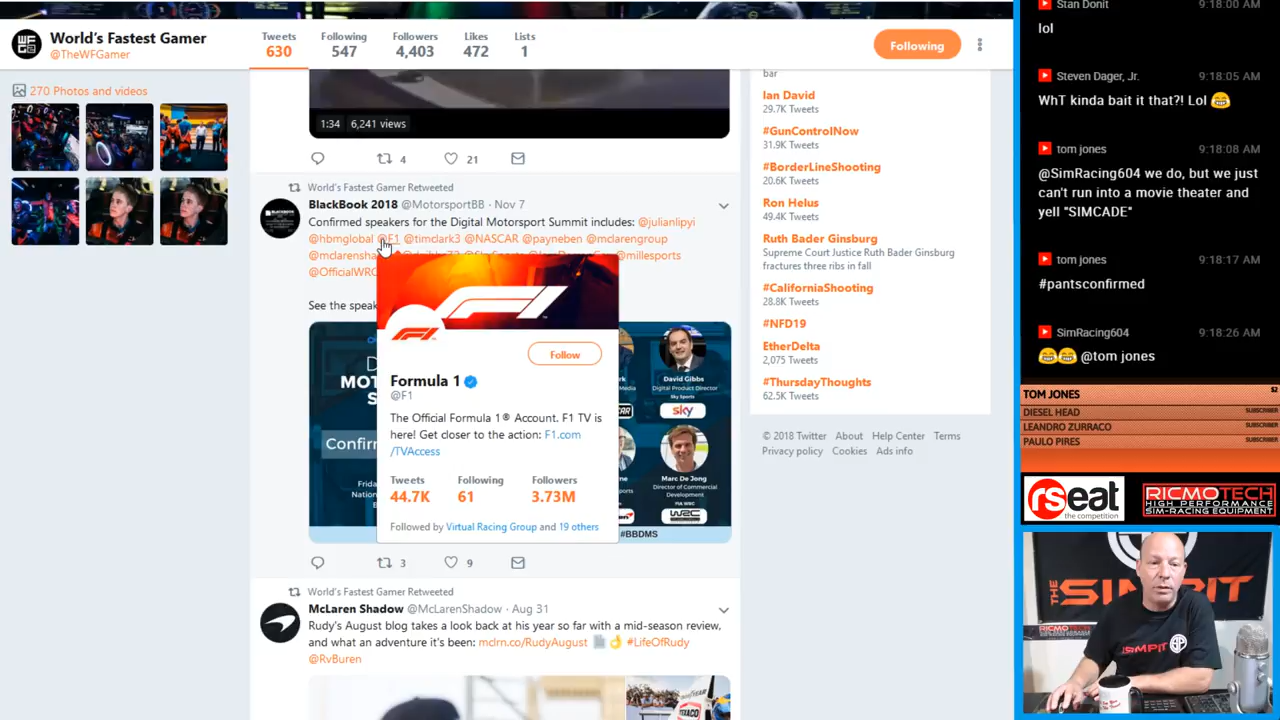 World's Fastest Gamer
@TheWFGamer
Tweets
630
Following
547
Followers
4,403
Likes
472
Lists
1
Following
270 Photos and videos
1:34 6,241 views
4
21
World's Fastest Gamer Retweeted
BlackBook 2018 @MotorsportBB · Nov 7
Confirmed speakers for the Digital Motorsport Summit includes: @julianlipyi
@hbmglobal @F1 @timclark3 @NASCAR @payneben @mclarengroup
@millesports
@OfficialWRC
See the
Formula 1
@F1
Follow
The Official Formula 1® Account. F1 TV is
here! Get closer to the action: F1.com
/TVAccess
Tweets
44.7K
Following
61
Followers
3.73M
Followed by Virtual Racing Group and 19 others
David Gibbs
Digital Product Director
Sky Sports
sky
Marc De Jong
Director of Commercial
Development
FIA WRC
WRC
#BBDMS
3
9
World's Fastest Gamer Retweeted
McLaren Shadow @McLarenShadow · Aug 31
Rudy's August blog takes a look back at his year so far with a mid-season review,
and what an adventure it's been: mclrn.co/RudyAugust 📄👌 #LifeOfRudy
@RvBuren
TEXACO
bar
Ian David
29.7K Tweets
#GunControlNow
31.9K Tweets
#BorderLineShooting
20.6K Tweets
Ron Helus
49.4K Tweets
Ruth Bader Ginsburg
Supreme Court Justice Ruth Bader Ginsburg
fractures three ribs in fall
#CaliforniaShooting
28.8K Tweets
#NFD19
EtherDelta
2,075 Tweets
#ThursdayThoughts
62.5K Tweets
© 2018 Twitter About Help Center Terms
Privacy policy Cookies Ads info
Stan Donit 9:18:00 AM
lol
Steven Dager, Jr. 9:18:05 AM
WhT kinda bait it that?! Lol 😂
tom jones 9:18:08 AM
@SimRacing604 we do, but we just
can't run into a movie theater and
yell "SIMCADE"
tom jones 9:18:17 AM
#pantsconfirmed
SimRacing604 9:18:26 AM
😂😂 @tom jones
TOM JONES $2
DIESEL HEAD SUBSCRIBER
LEANDRO ZURRACO SUBSCRIBER
PAULO PIRES SUBSCRIBER
rseat
the competition
RICMOTECH
HIGH PERFORMANCE
SIM-RACING EQUIPMENT
THE SIMPIT
RICMOTECH
THE SIMPIT